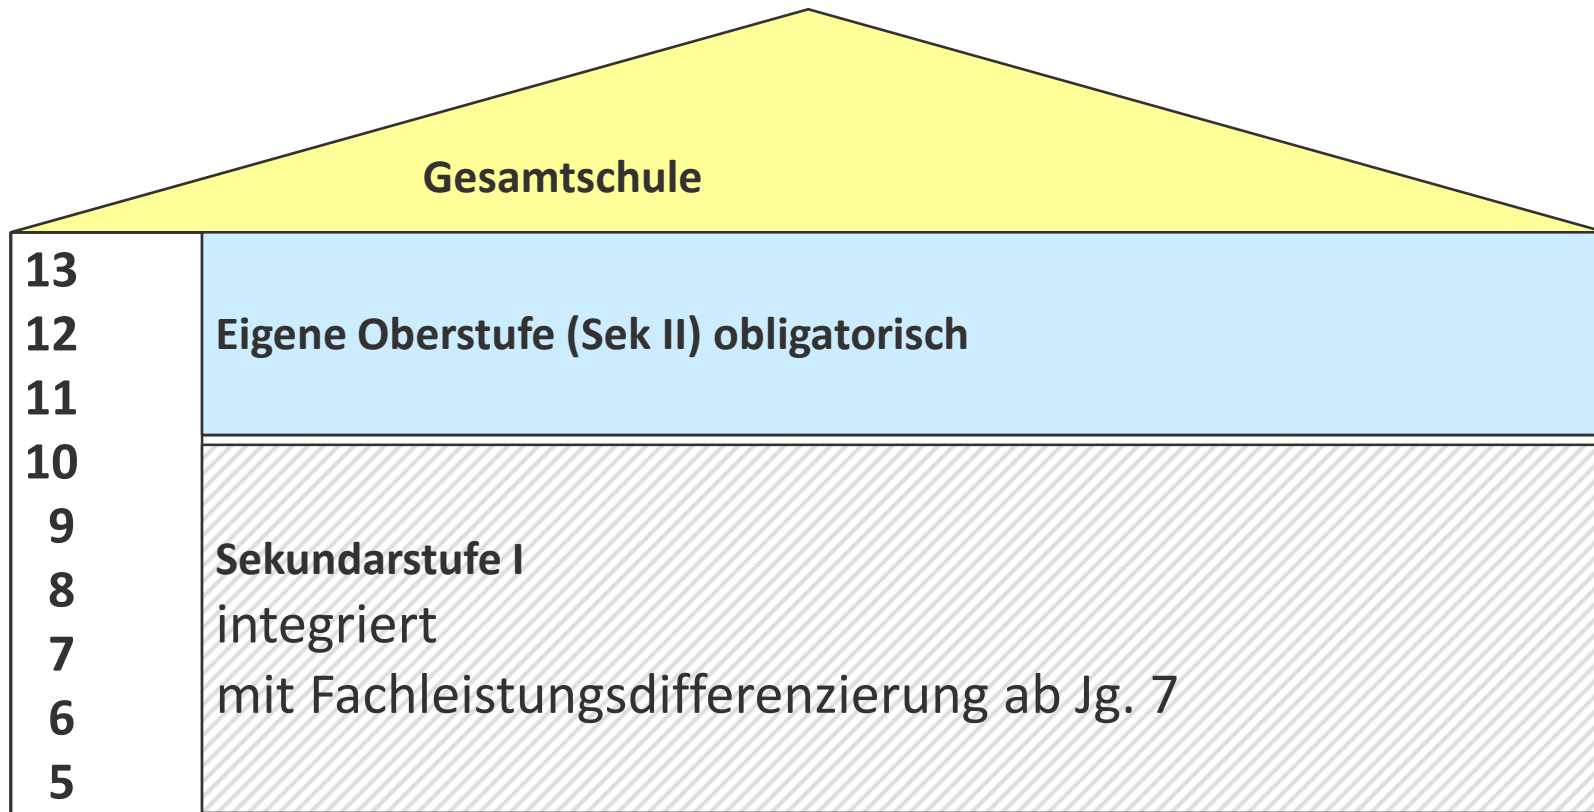 Gesamtschule
13
12
Eigene Oberstufe (Sek II) obligatorisch
11
10
9
Sekundarstufe I
8
integriert
7
mit Fachleistungsdifferenzierung ab Jg. 7
6
5